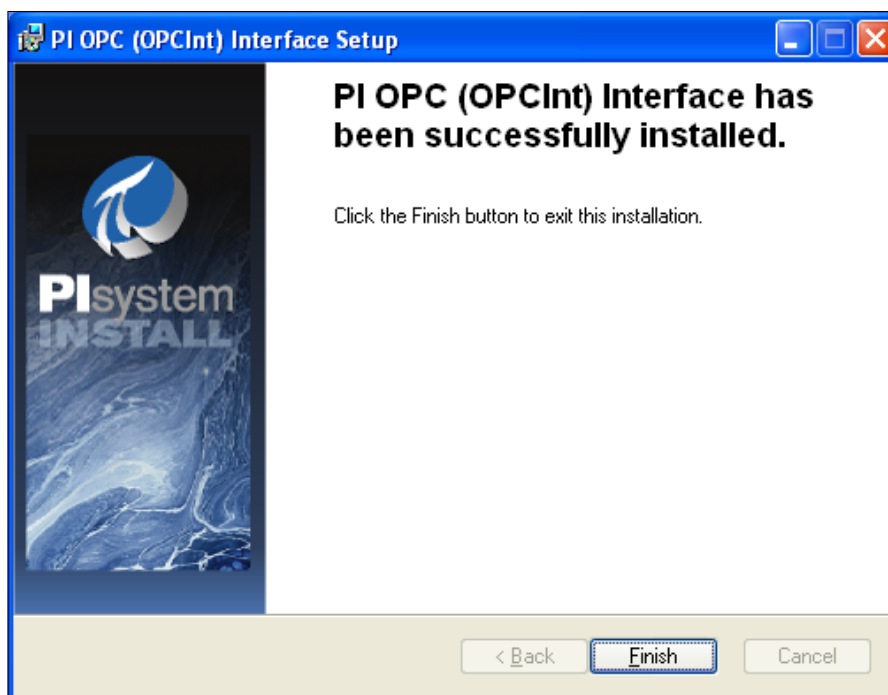 PI OPC (OPCInt) Interface Setup
PI OPC (OPCInt) Interface has
been successfully installed.
Click the Finish button to exit this installation.
PIsystem
INSTALL
< Back
Finish
Cancel